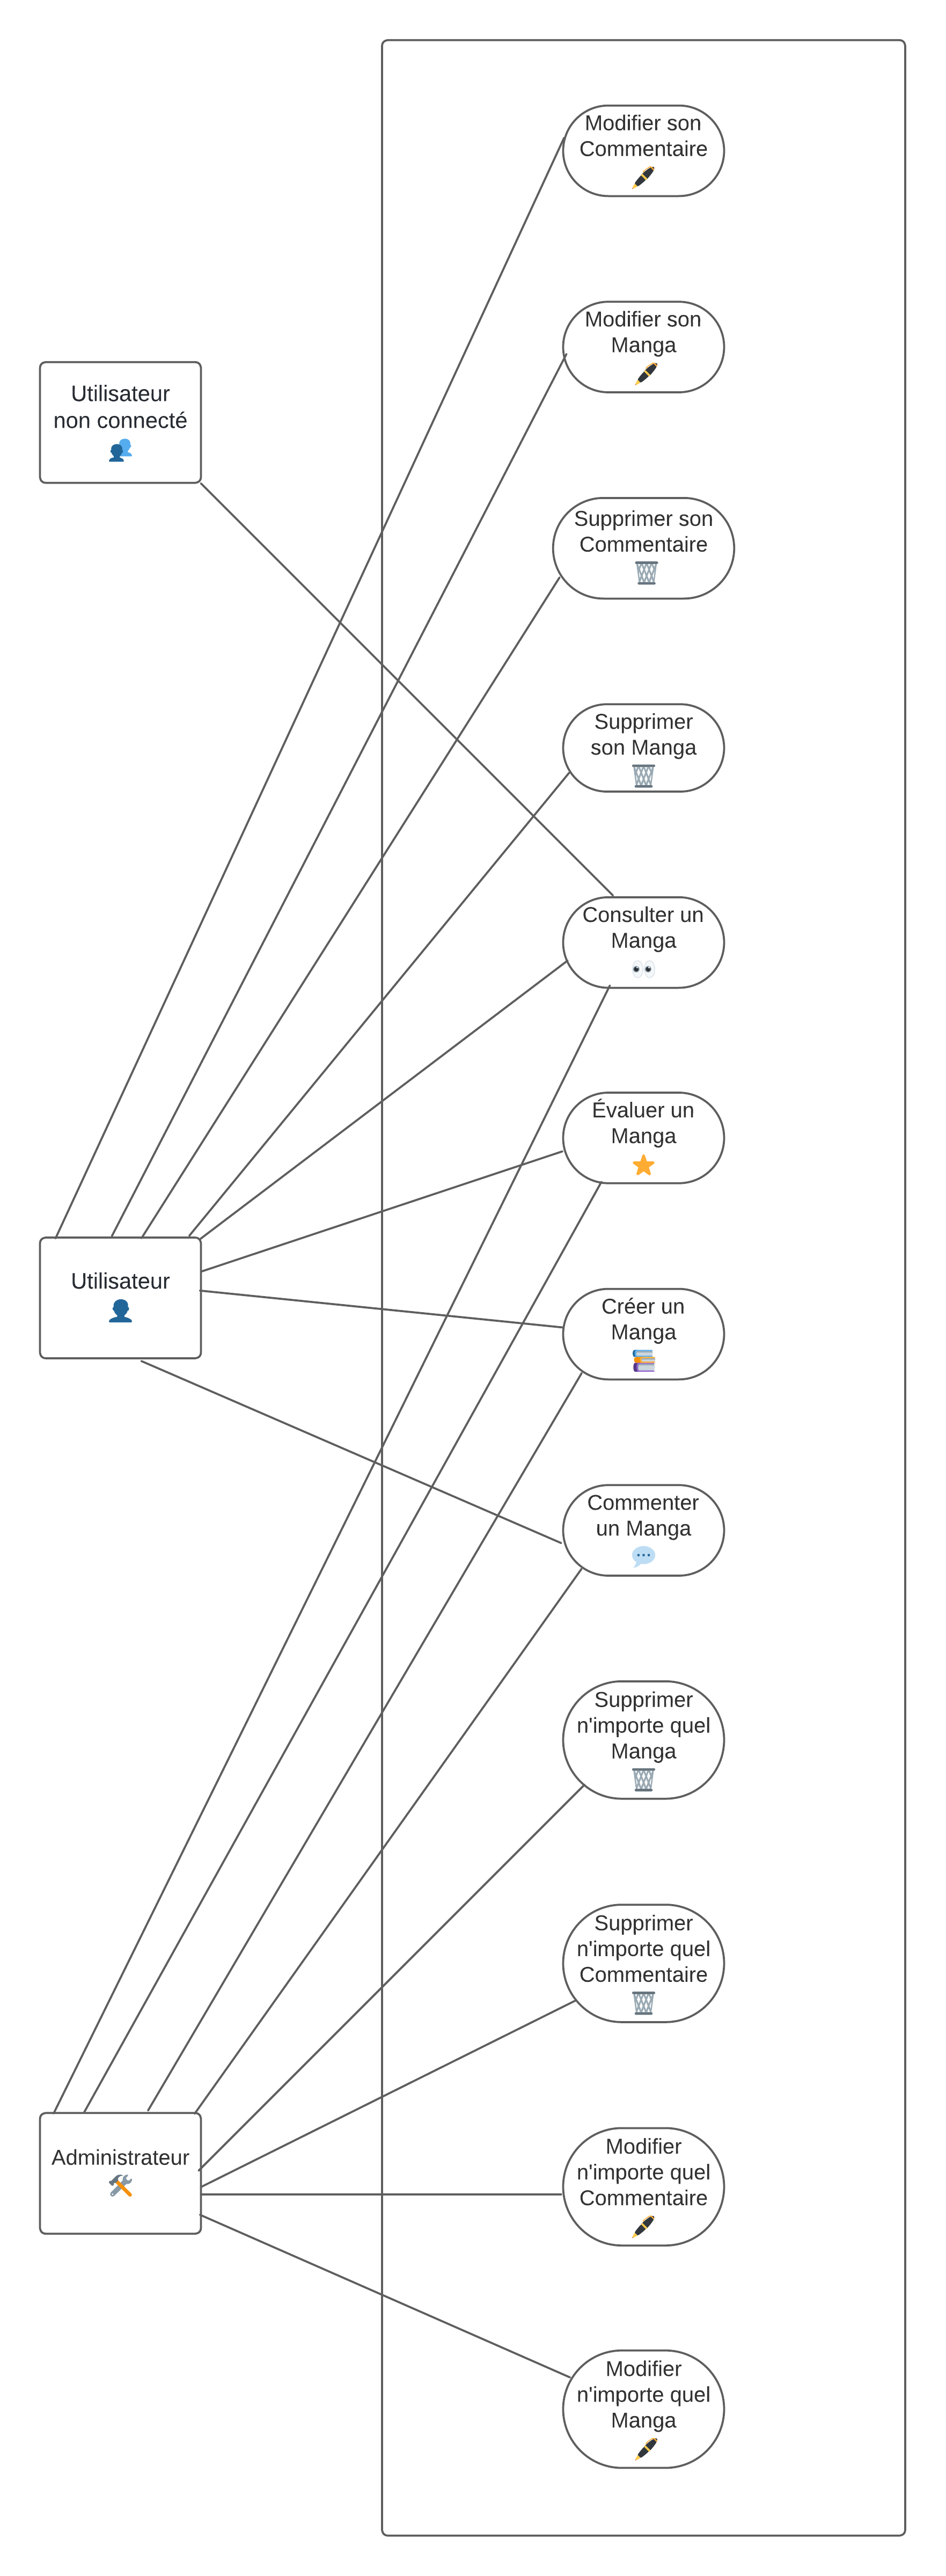 Modifier son
Commentaire
Modifier son
Manga
Utilisateur
non connecté
Supprimer son
Commentaire
Supprimer
son Manga
Consulter un
Manga
Évaluer un
Manga
Utilisateur
Créer un
Manga
Commenter
un Manga
Supprimer
n'importe quel
Manga
Supprimer
n'importe quel
Commentaire
Administrateur
Modifier
n'importe quel
Commentaire
Modifier
n'importe quel
Manga